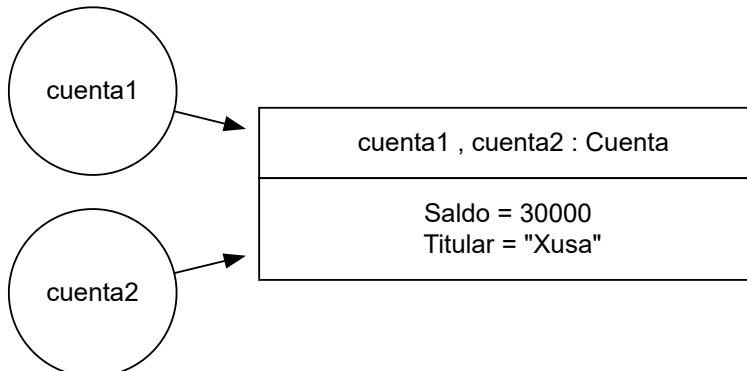 cuenta1
cuenta1 , cuenta2 : Cuenta
Saldo = 30000
Titular = "Xusa"
cuenta2